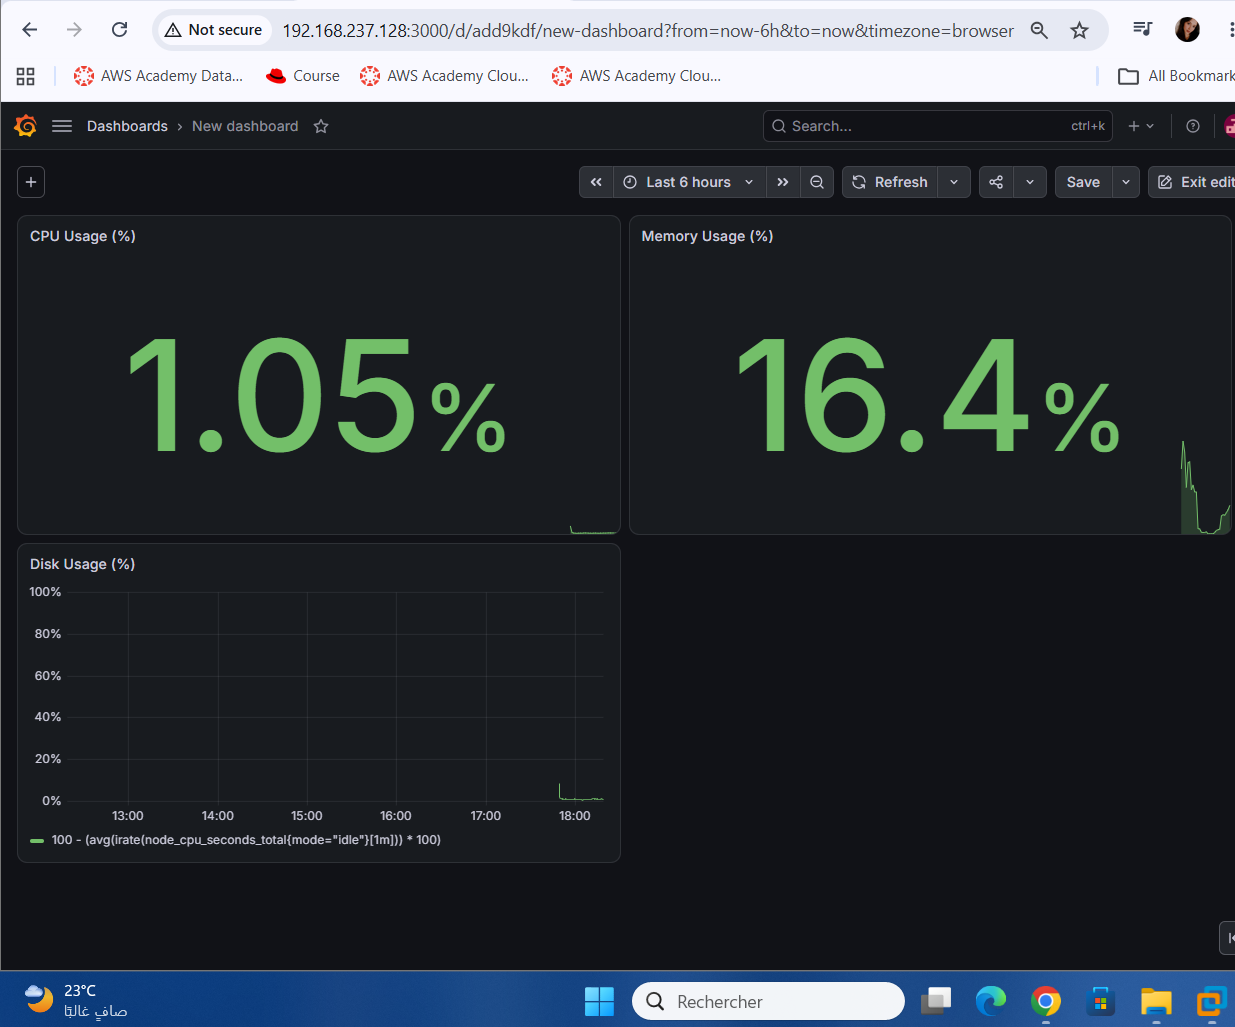 Not secure
192.168.237.128:3000/d/add9kdf/new-dashboard?from=now-6h&to=now&timezone=browser
AWS Academy Data...
Course
AWS Academy Clou...
AWS Academy Clou...
All Bookmark
Dashboards › New dashboard
Search...
ctrl+k
Last 6 hours
Refresh
Save
Exit edit
CPU Usage (%)
1.05%
Memory Usage (%)
16.4%
Disk Usage (%)
100%
80%
60%
40%
20%
0%
13:00 14:00 15:00 16:00 17:00 18:00
100 - (avg(irate(node_cpu_seconds_total{mode="idle"}[1m])) * 100)
23°C
صافٍ غالبًا
Rechercher